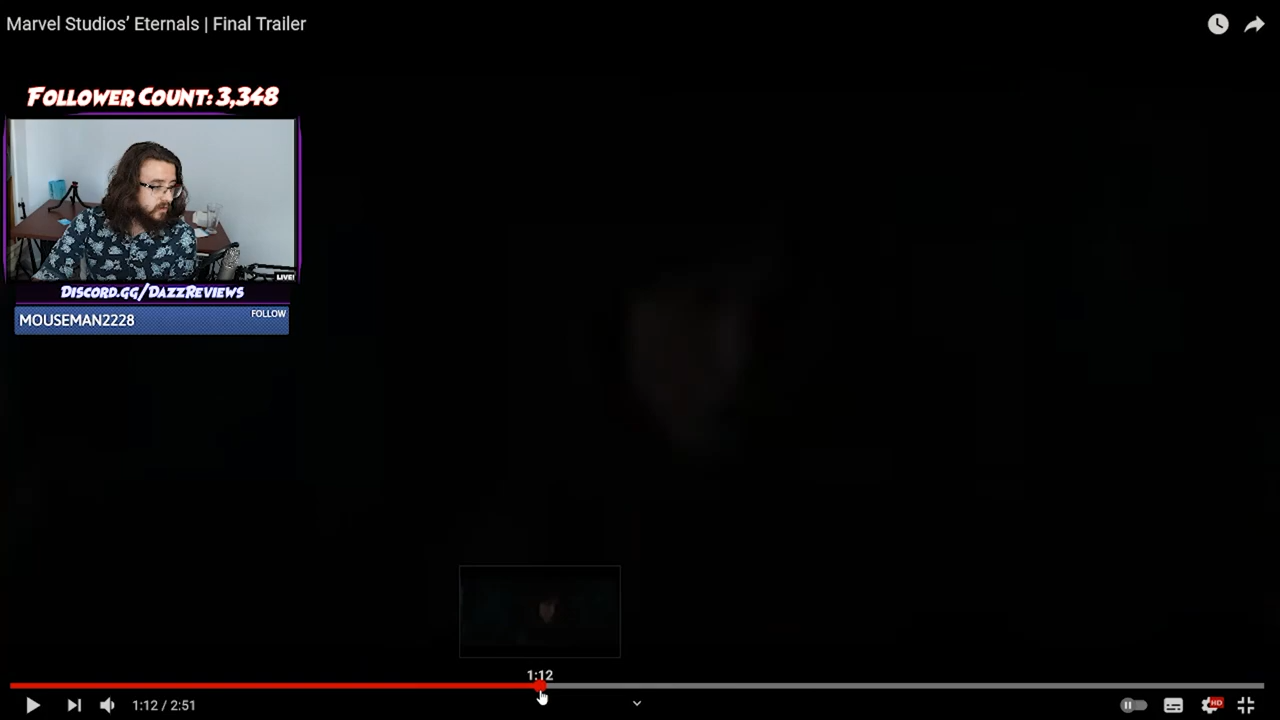 Marvel Studios' Eternals | Final Trailer
FOLLOWER COUNT: 3,348
LIVE!
DISCORD.GG/DAZZREVIEWS
MOUSEMAN2228
FOLLOW
1:12
1:12 / 2:51
HD